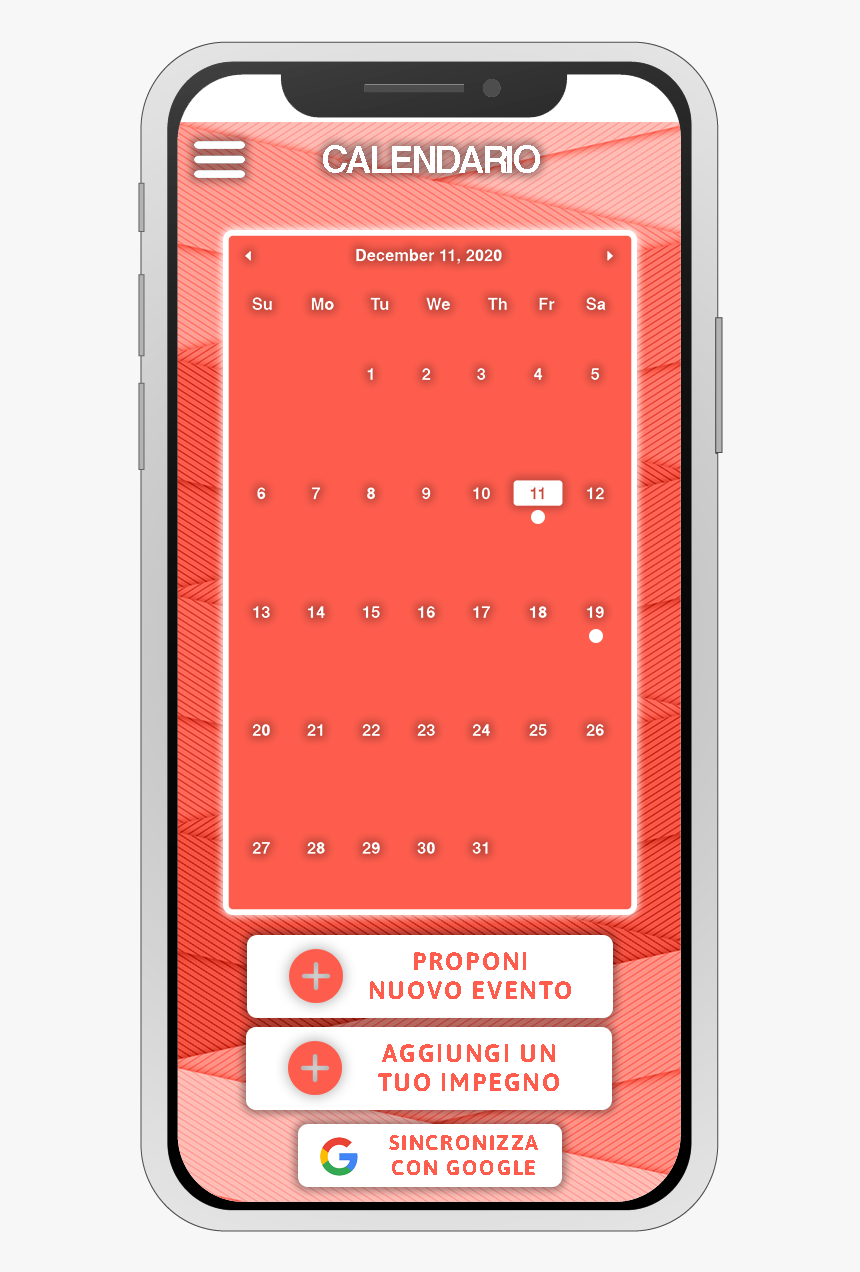 CALENDARIO
December 11, 2020
Su Mo Tu We Th Fr Sa
1 2 3 4 5
6 7 8 9 10 11 12
13 14 15 16 17 18 19
20 21 22 23 24 25 26
27 28 29 30 31
PROPONI
NUOVO EVENTO
AGGIUNGI UN
TUO IMPEGNO
SINCRONIZZA
CON GOOGLE